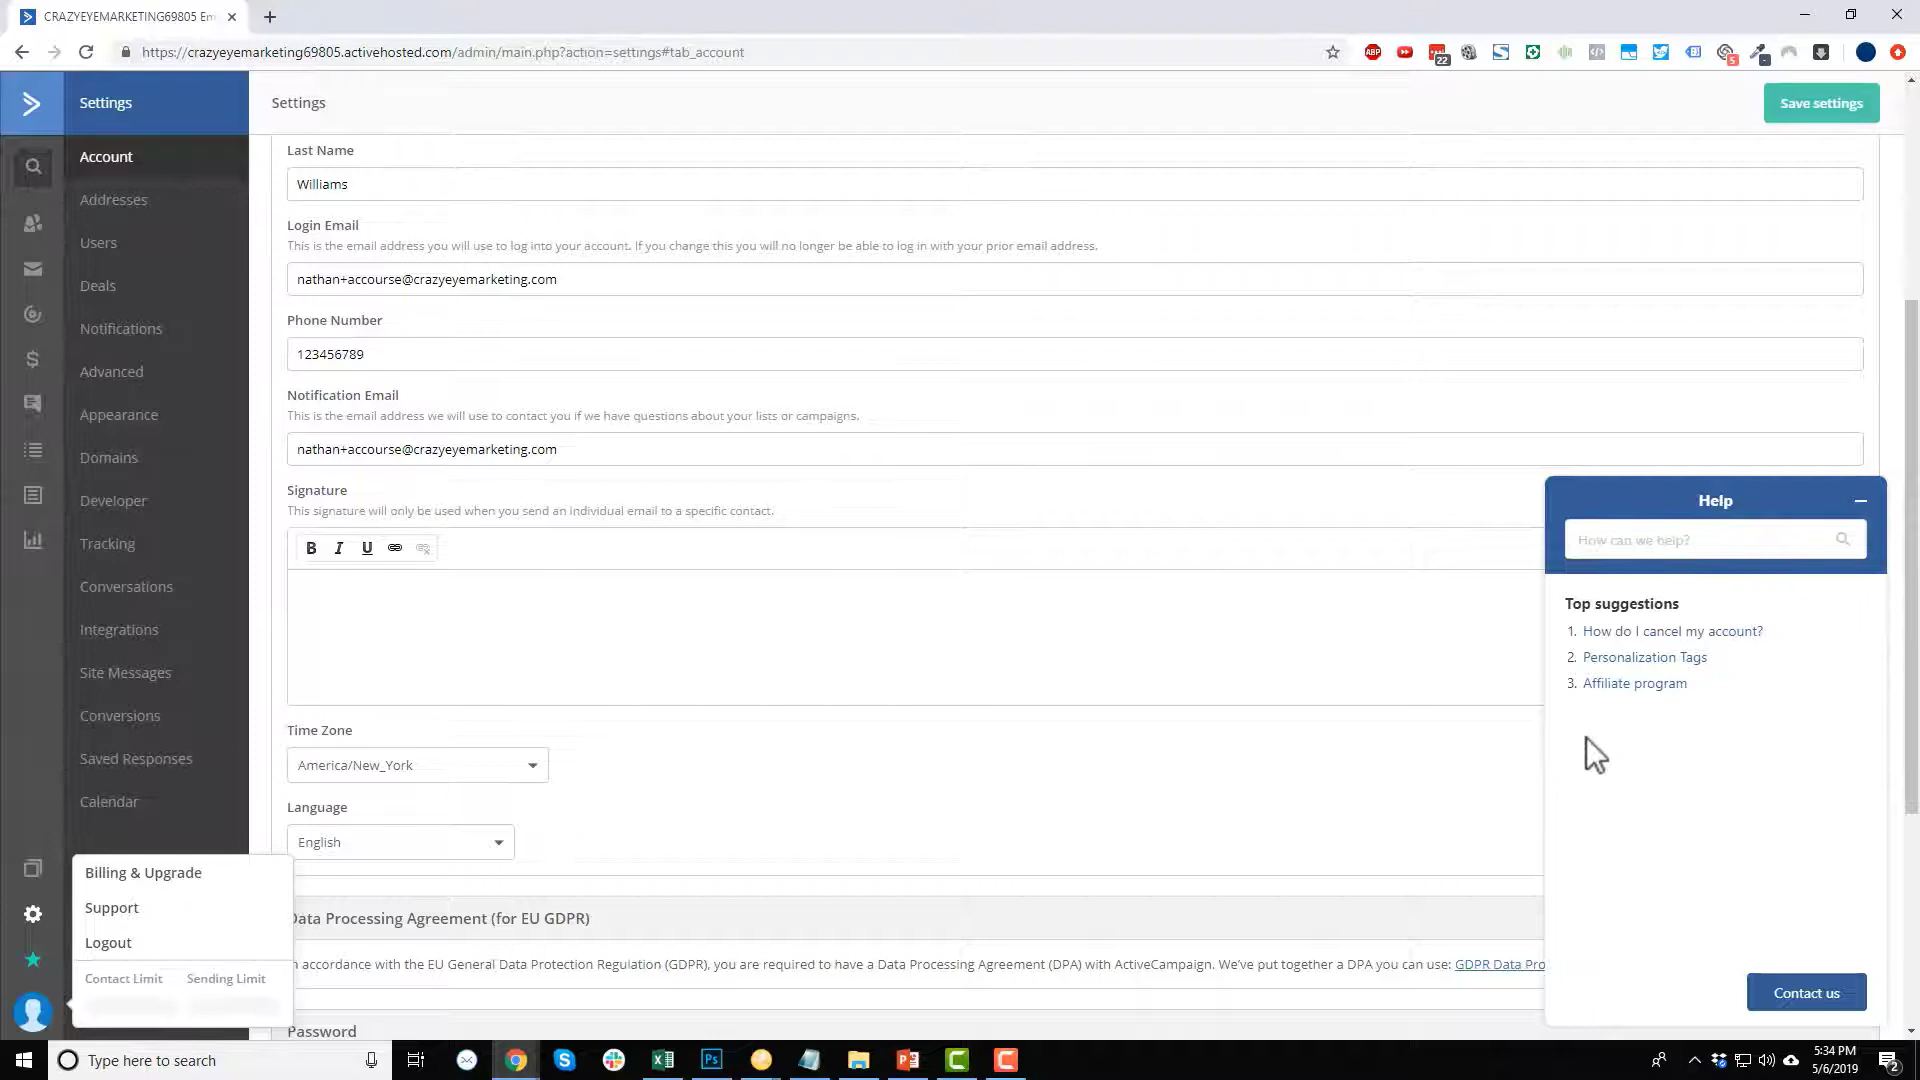 CRAZYEYEMARKETING69805 Em
https://crazyeyemarketing69805.activehosted.com/admin/main.php?action=settings#tab_account
ABP
22
5
Settings
Settings
Save settings
Account
Addresses
Users
Deals
Notifications
Advanced
Appearance
Domains
Developer
Tracking
Conversations
Integrations
Site Messages
Conversions
Saved Responses
Calendar
Billing & Upgrade
Support
Logout
Contact Limit Sending Limit
Last Name
Williams
Login Email
This is the email address you will use to log into your account. If you change this you will no longer be able to log in with your prior email address.
nathan+accourse@crazyeyemarketing.com
Phone Number
123456789
Notification Email
This is the email address we will use to contact you if we have questions about your lists or campaigns.
nathan+accourse@crazyeyemarketing.com
Signature
This signature will only be used when you send an individual email to a specific contact.
B I U
Time Zone
America/New_York
Language
English
Data Processing Agreement (for EU GDPR)
n accordance with the EU General Data Protection Regulation (GDPR), you are required to have a Data Processing Agreement (DPA) with ActiveCampaign. We've put together a DPA you can use: GDPR Data Pro
Password
Help
How can we help?
Top suggestions
1. How do I cancel my account?
2. Personalization Tags
3. Affiliate program
Contact us
Type here to search
Ps
5:34 PM
5/6/2019
2